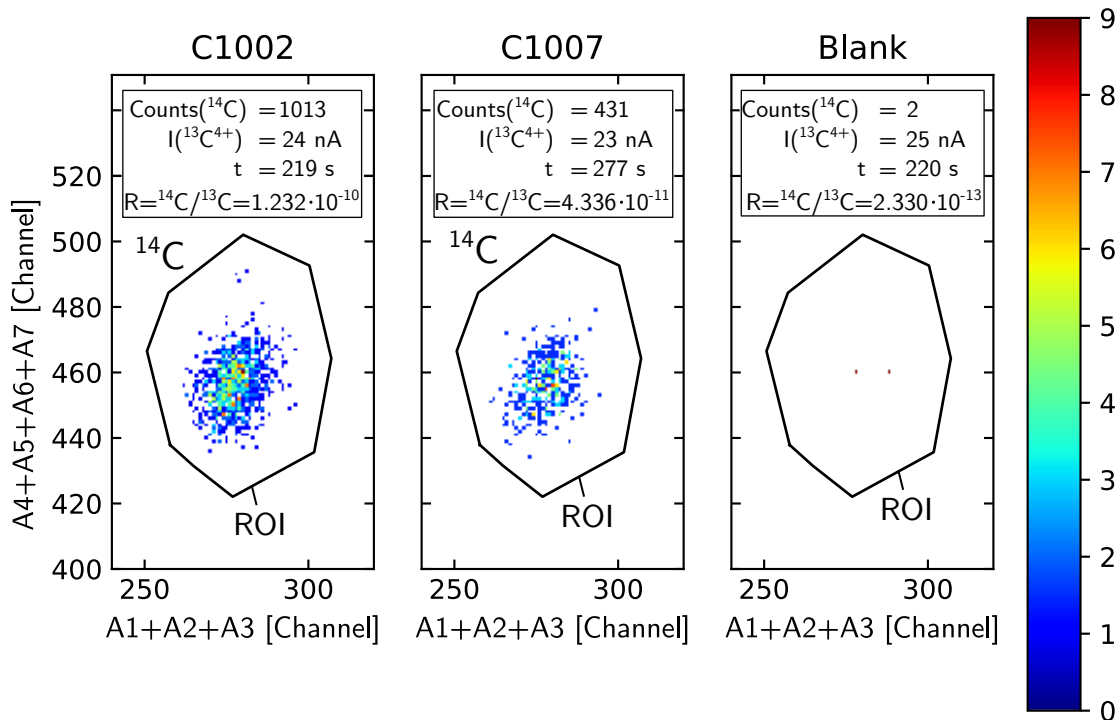 C1002
C1007
Blank
Counts(¹⁴C) =1013
I(¹³C⁴⁺) = 24 nA
t = 219 s
R=¹⁴C/¹³C=1.232·10⁻¹⁰
Counts(¹⁴C) = 431
I(¹³C⁴⁺) = 23 nA
t = 277 s
R=¹⁴C/¹³C=4.336·10⁻¹¹
Counts(¹⁴C) = 2
I(¹³C⁴⁺) = 25 nA
t = 220 s
R=¹⁴C/¹³C=2.330·10⁻¹³
¹⁴C
¹⁴C
ROI
ROI
ROI
A4+A5+A6+A7 [Channel]
520
500
480
460
440
420
400
250 300
250 300
250 300
A1+A2+A3 [Channel]
A1+A2+A3 [Channel]
A1+A2+A3 [Channel]
9
8
7
6
5
4
3
2
1
0